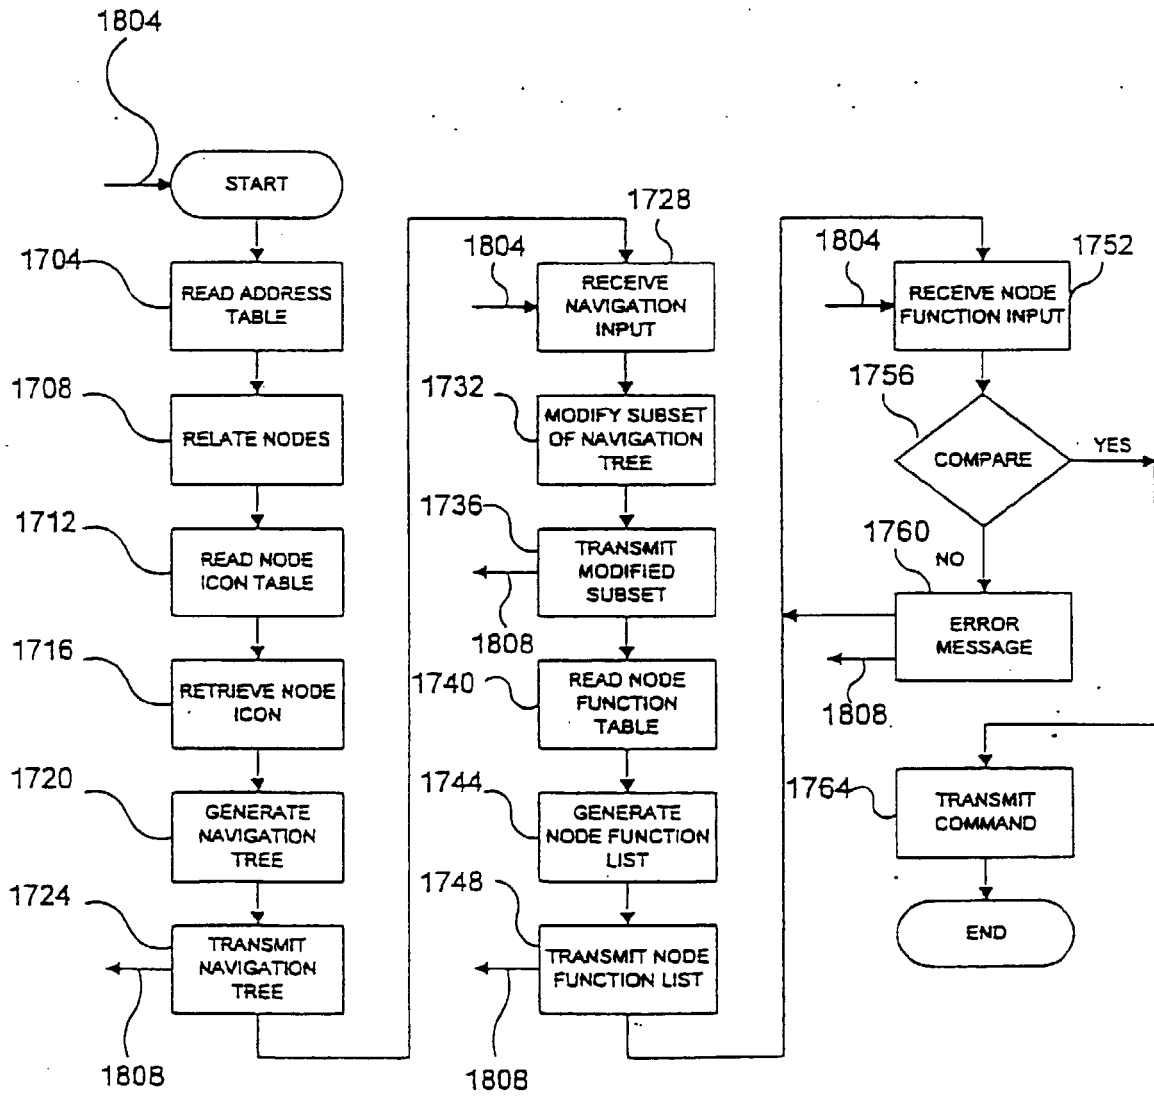 1804
START
1704
READ ADDRESS
TABLE
1708
RELATE NODES
1712
READ NODE
ICON TABLE
1716
RETRIEVE NODE
ICON
1720
GENERATE
NAVIGATION
TREE
1724
TRANSMIT
NAVIGATION
TREE
1808
1728
1804
RECEIVE
NAVIGATION
INPUT
1732
MODIFY SUBSET
OF NAVIGATION
TREE
1736
TRANSMIT
MODIFIED
SUBSET
1808
1740
READ NODE
FUNCTION
TABLE
1744
GENERATE
NODE FUNCTION
LIST
1748
TRANSMIT NODE
FUNCTION LIST
1808
1804
1752
RECEIVE NODE
FUNCTION INPUT
1756
COMPARE
YES
NO
1760
ERROR
MESSAGE
1808
1764
TRANSMIT
COMMAND
END